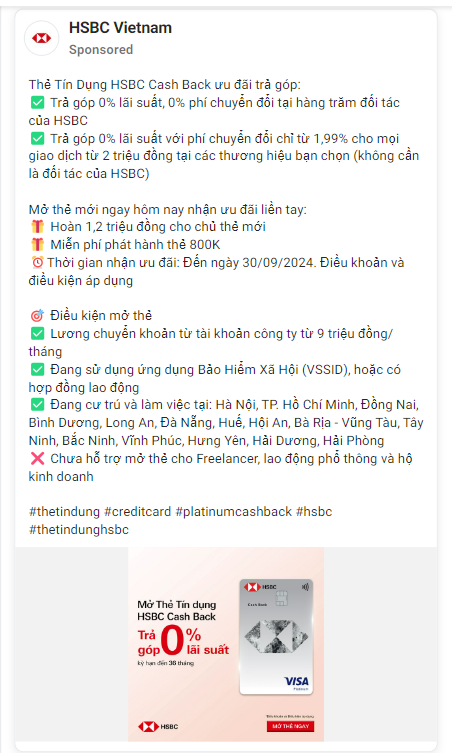 HSBC Vietnam
Sponsored
Thẻ Tín Dụng HSBC Cash Back ưu đãi trả góp:
✅ Trả góp 0% lãi suất, 0% phí chuyển đổi tại hàng trăm đối tác
của HSBC
✅ Trả góp 0% lãi suất với phí chuyển đổi chỉ từ 1,99% cho mọi
giao dịch từ 2 triệu đồng tại các thương hiệu bạn chọn (không cần
là đối tác của HSBC)
Mở thẻ mới ngay hôm nay nhận ưu đãi liền tay:
🎁 Hoàn 1,2 triệu đồng cho chủ thẻ mới
🎁 Miễn phí phát hành thẻ 800K
⏰Thời gian nhận ưu đãi: Đến ngày 30/09/2024. Điều khoản và
điều kiện áp dụng
🎯 Điều kiện mở thẻ
✅ Lương chuyển khoản từ tài khoản công ty từ 9 triệu đồng/
tháng
✅ Đang sử dụng ứng dụng Bảo Hiểm Xã Hội (VSSID), hoặc có
hợp đồng lao động
✅ Đang cư trú và làm việc tại: Hà Nội, TP. Hồ Chí Minh, Đồng Nai,
Bình Dương, Long An, Đà Nẵng, Huế, Hội An, Bà Rịa - Vũng Tàu, Tây
Ninh, Bắc Ninh, Vĩnh Phúc, Hưng Yên, Hải Dương, Hải Phòng
❌ Chưa hỗ trợ mở thẻ cho Freelancer, lao động phổ thông và hộ
kinh doanh
#thetindung #creditcard #platinumcashback #hsbc
#thetindunghsbc
Mở Thẻ Tín dụng
HSBC Cash Back
Trả góp 0% lãi suất
kỳ hạn đến 36 tháng
HSBC
Cash Back
VISA
Platinum
HSBC
MỞ THẺ NGAY